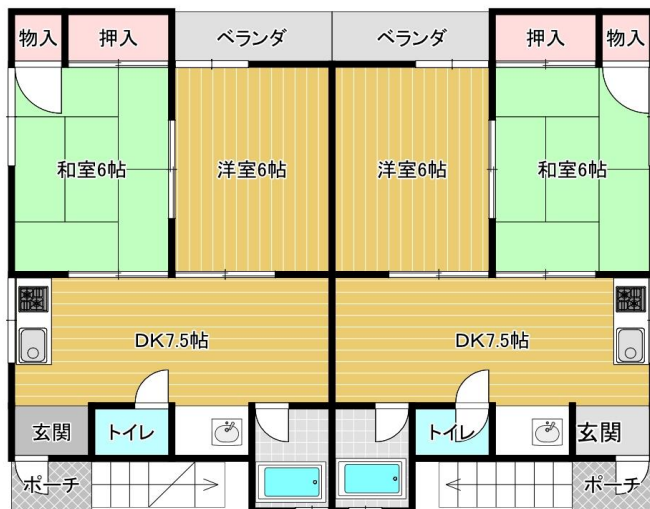 物入
押入
ベランダ
ベランダ
押入
物入
和室6帖
洋室6帖
洋室6帖
和室6帖
DK7.5帖
DK7.5帖
玄関
トイレ
トイレ
玄関
ポーチ
ポーチ